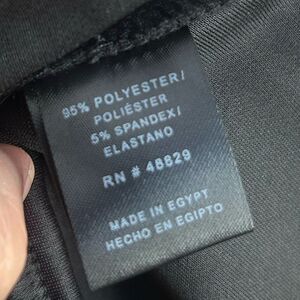 95% POLYESTER/
POLIÉSTER
5% SPANDEX/
ELASTANO
RN # 48829
MADE IN EGYPT
HECHO EN EGIPTO